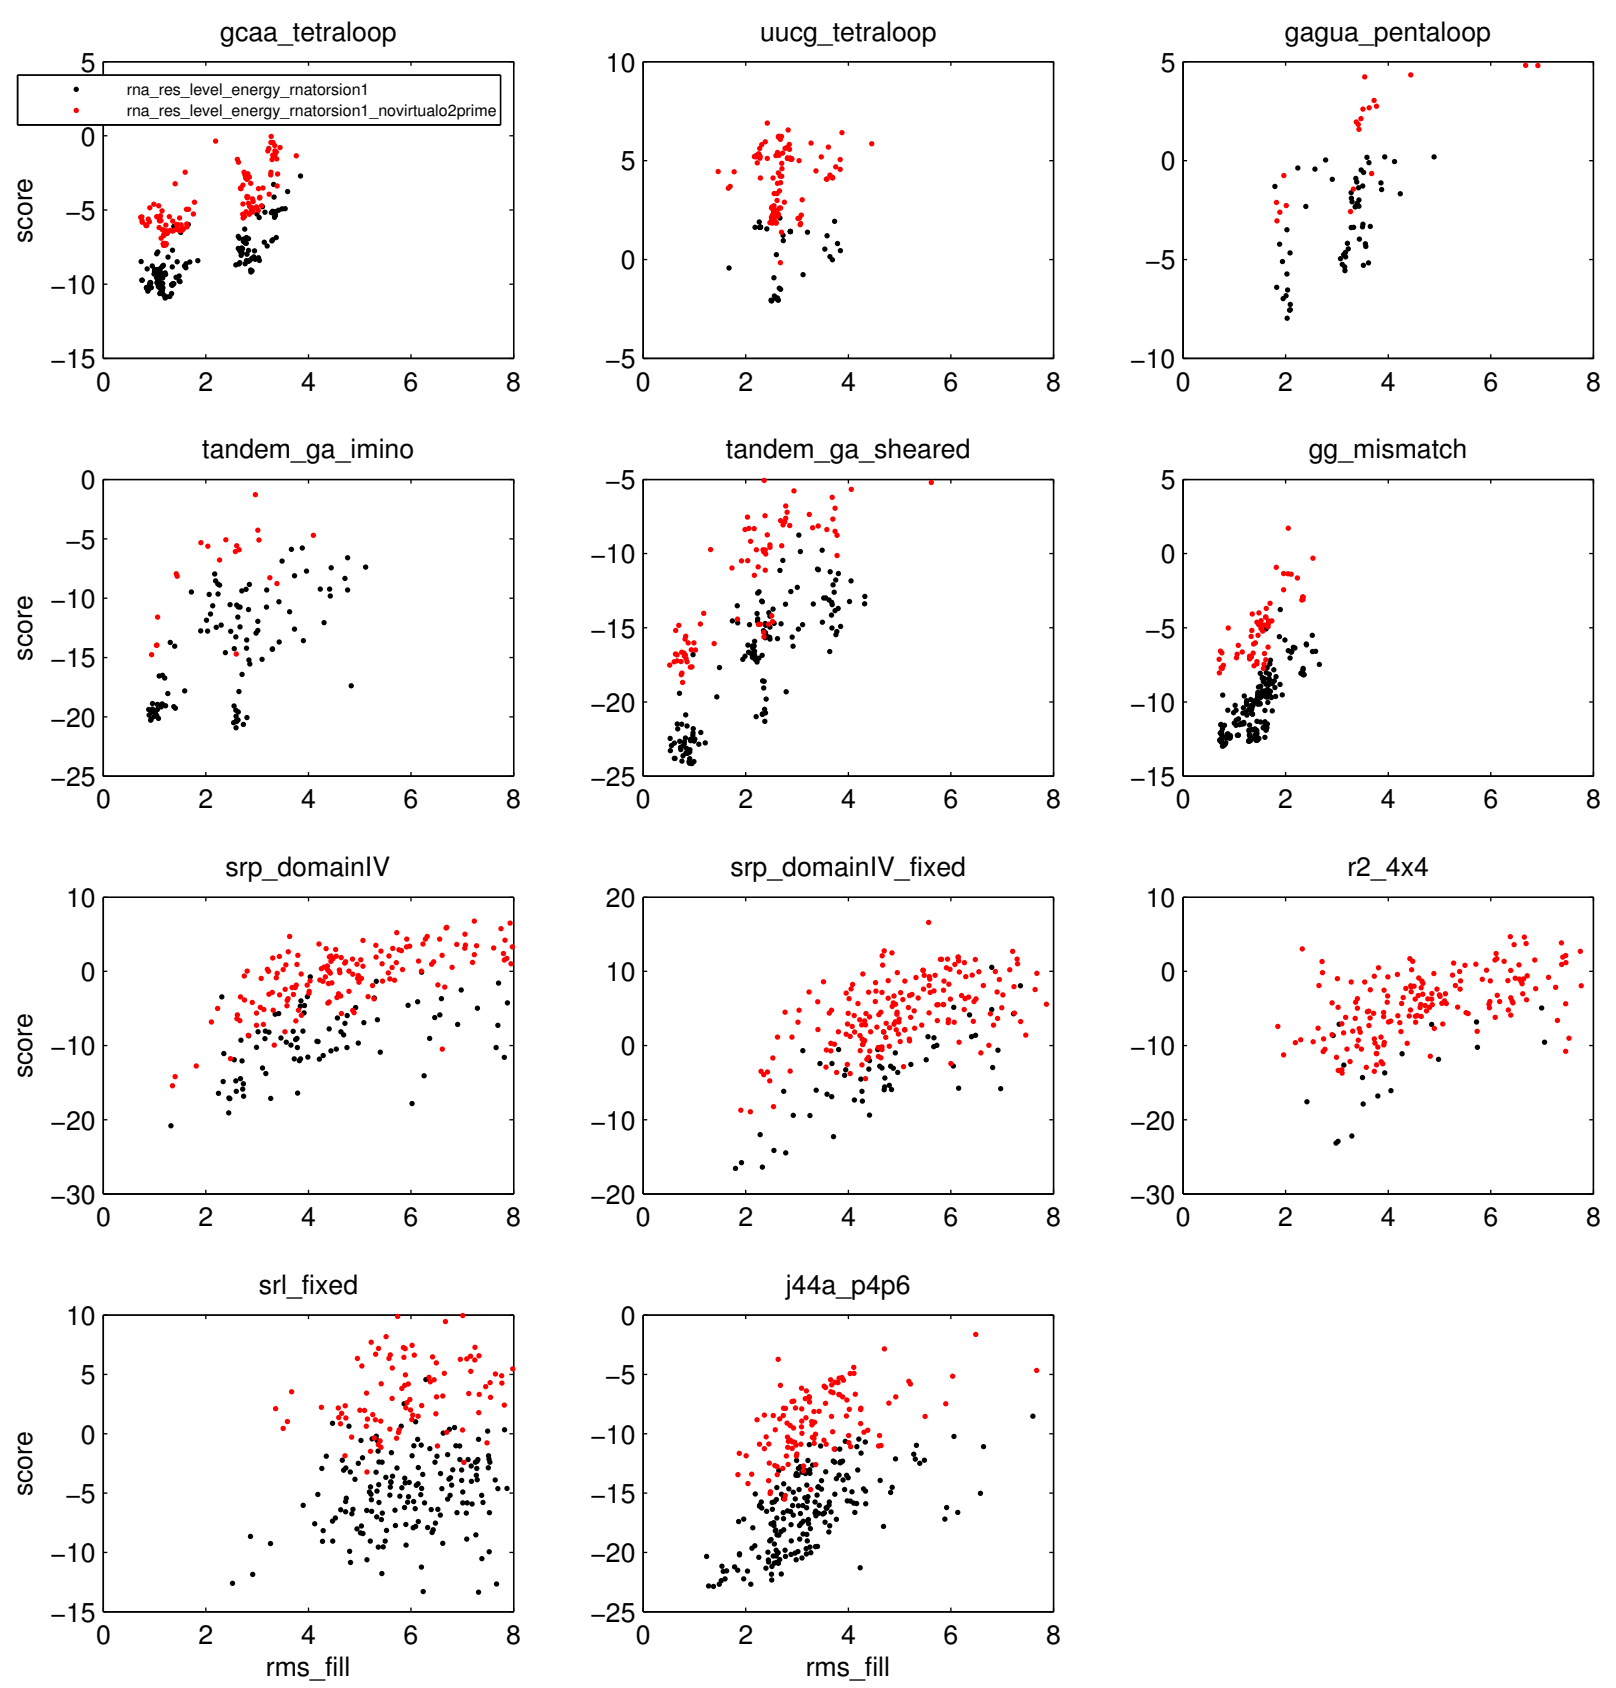 gcaa_tetraloop
uucg_tetraloop
gagua_pentaloop
5
0
−5
−10
−15
score
rna_res_level_energy_rnatorsion1
rna_res_level_energy_rnatorsion1_novirtualo2prime
0 2 4 6 8
10
5
0
−5
0 2 4 6 8
5
0
−5
−10
0 2 4 6 8
tandem_ga_imino
tandem_ga_sheared
gg_mismatch
0
−5
−10
−15
−20
−25
score
0 2 4 6 8
−5
−10
−15
−20
−25
0 2 4 6 8
5
0
−5
−10
−15
0 2 4 6 8
srp_domainIV
srp_domainIV_fixed
r2_4x4
10
0
−10
−20
−30
score
0 2 4 6 8
20
10
0
−10
−20
0 2 4 6 8
10
0
−10
−20
−30
0 2 4 6 8
srl_fixed
j44a_p4p6
10
5
0
−5
−10
−15
score
0 2 4 6 8
rms_fill
0
−5
−10
−15
−20
−25
0 2 4 6 8
rms_fill